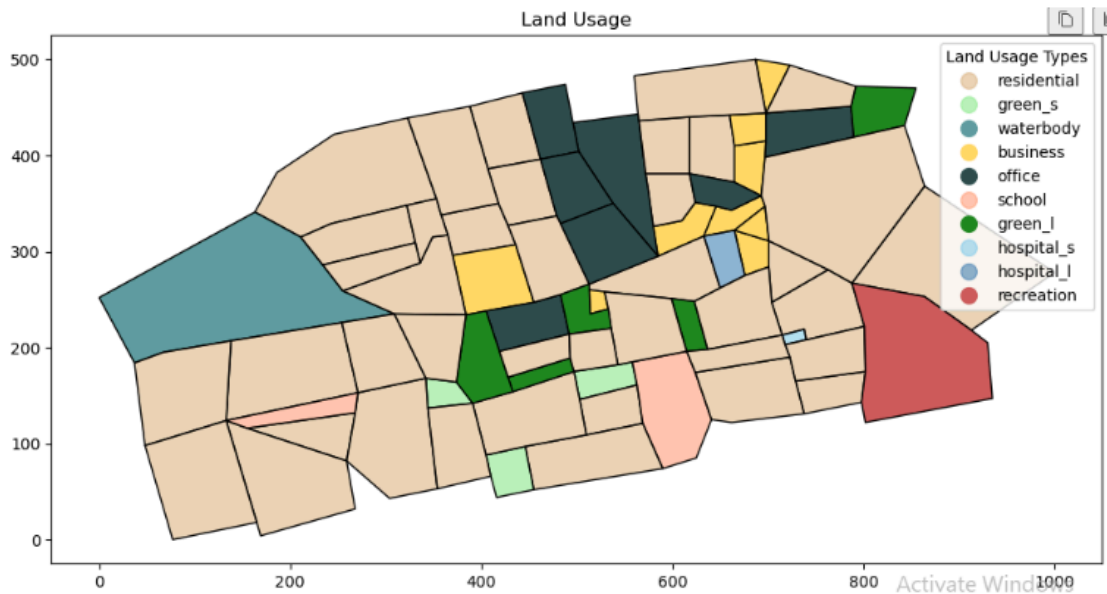 Land Usage
Land Usage Types
residential
green_s
waterbody
business
office
school
green_l
hospital_s
hospital_l
recreation
500
400
300
200
100
0
0 200 400 600 800 1000
Activate Windows